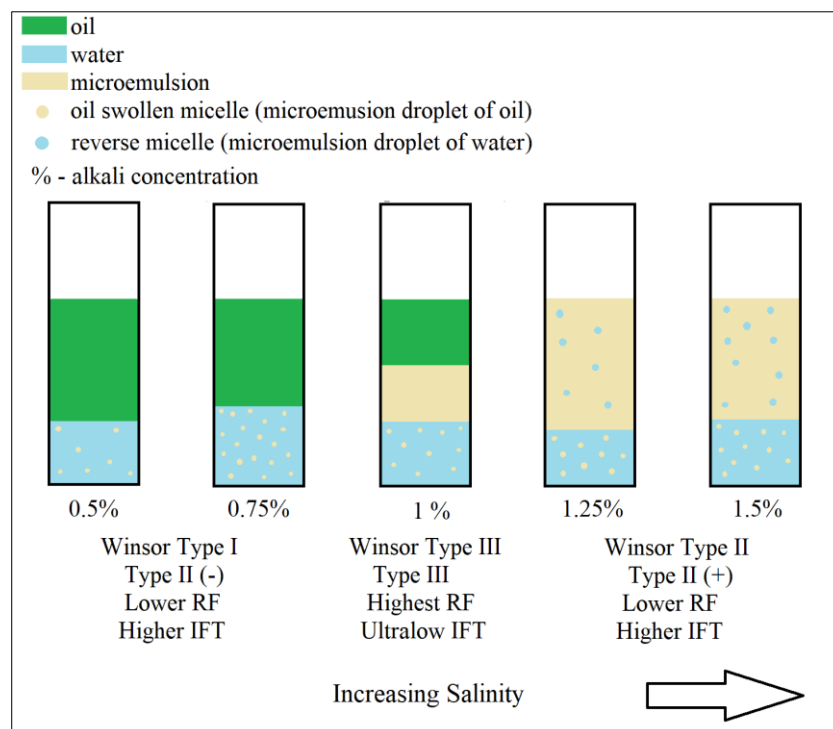 oil
water
microemulsion
oil swollen micelle (microemusion droplet of oil)
reverse micelle (microemulsion droplet of water)
% - alkali concentration
0.5%
0.75%
1 %
1.25%
1.5%
Winsor Type I
Type II (-)
Lower RF
Higher IFT
Winsor Type III
Type III
Highest RF
Ultralow IFT
Winsor Type II
Type II (+)
Lower RF
Higher IFT
Increasing Salinity